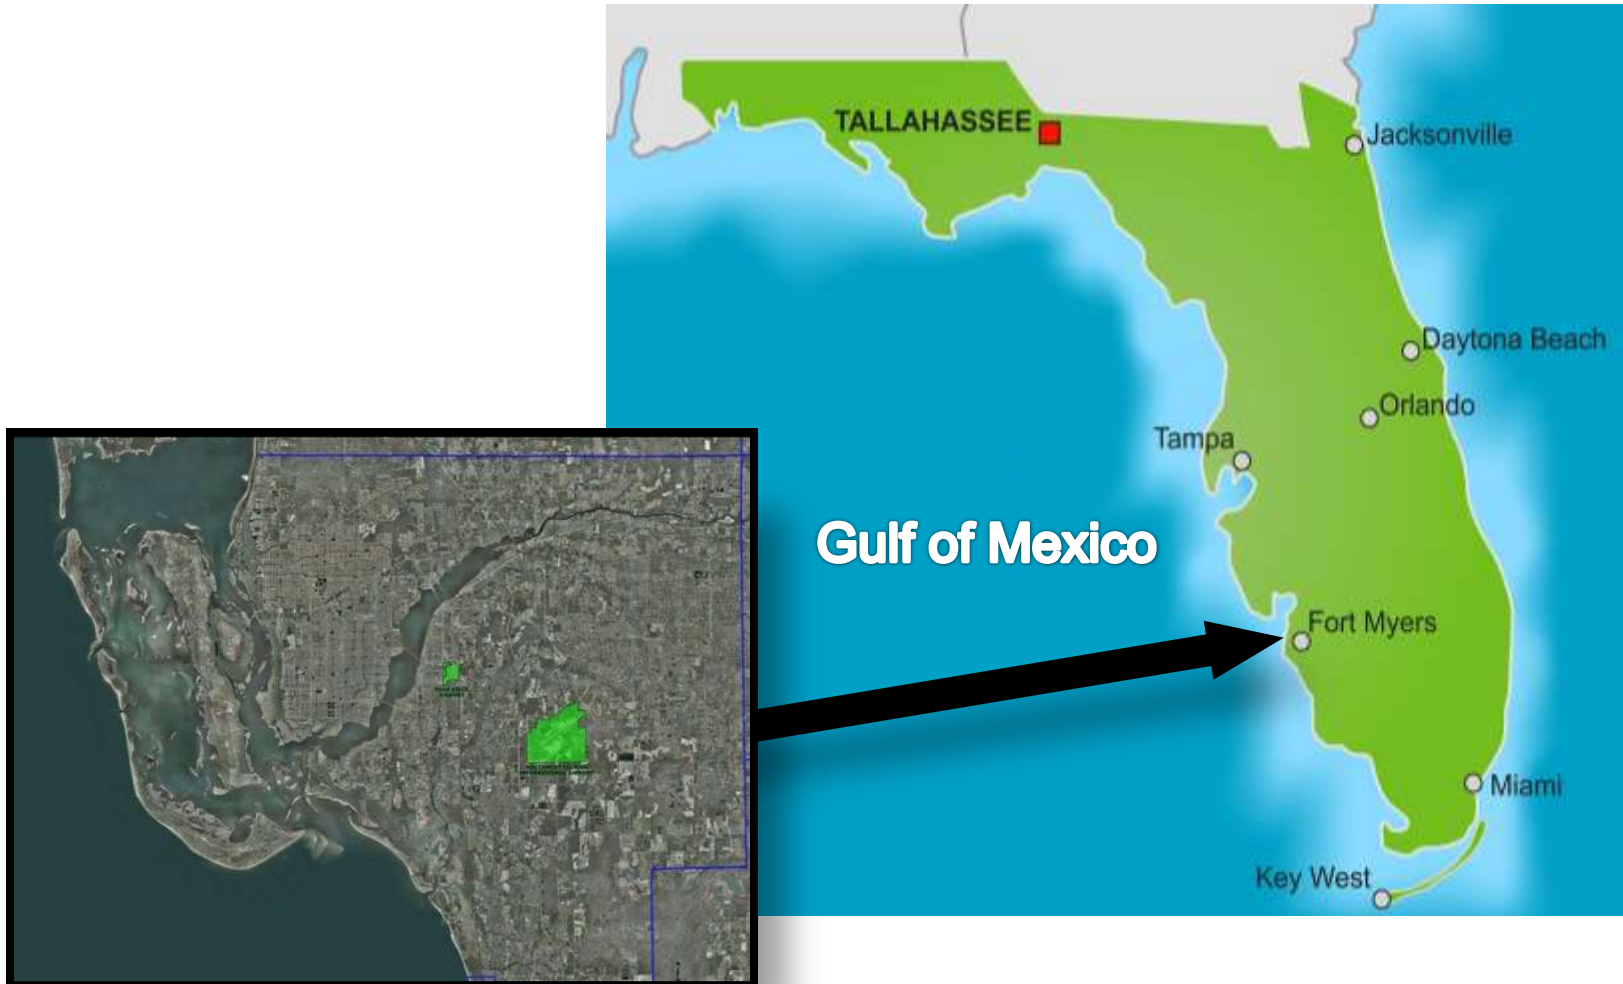 TALLAHASSEE
Jacksonville
Daytona Beach
Orlando
Tampa
Gulf of Mexico
Fort Myers
Miami
Key West